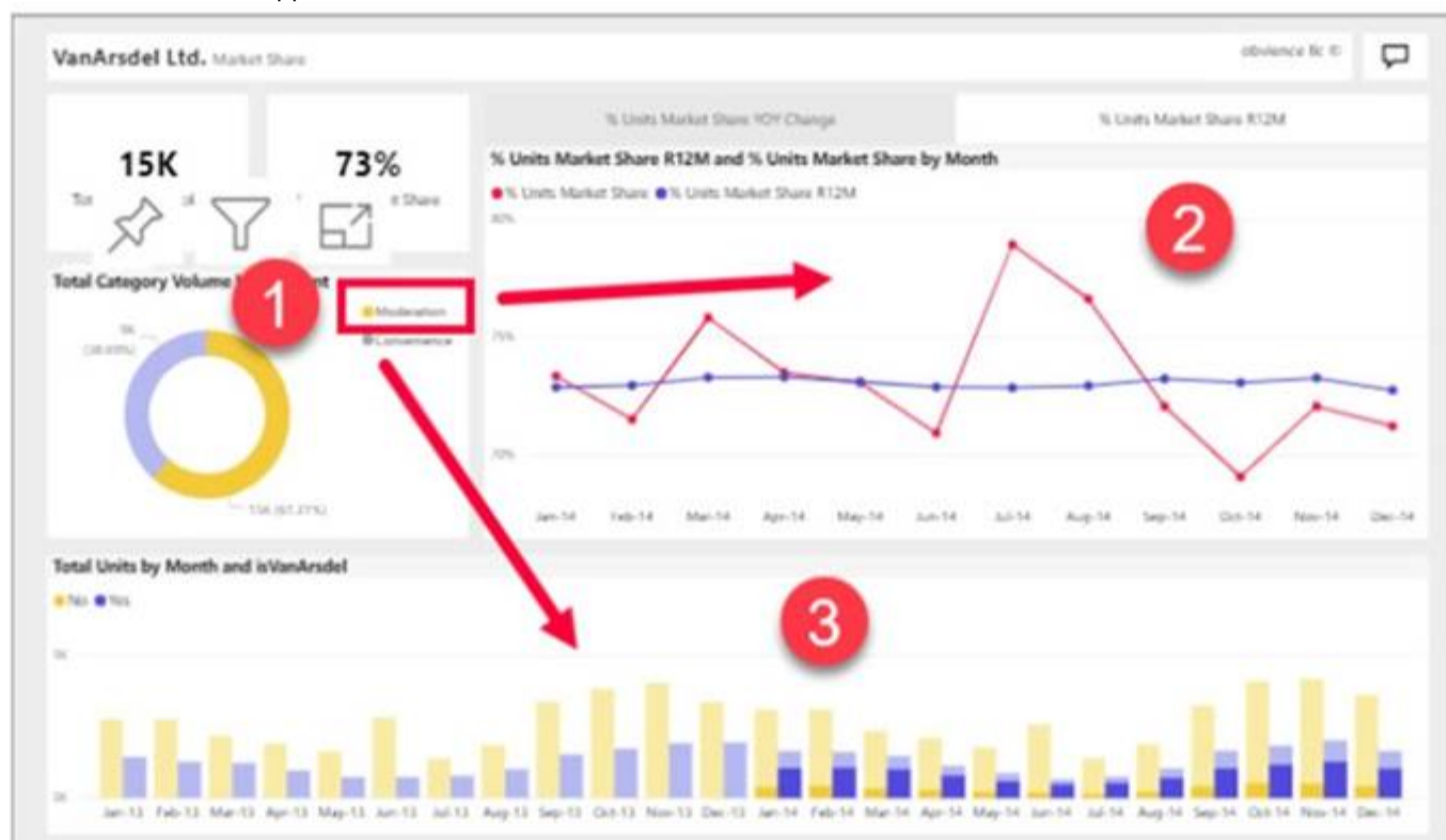 VanArsdel Ltd. Market Share
obvience llc ©
15K
73%
% Units Market Share YOY Change
% Units Market Share R12M
% Units Market Share R12M and % Units Market Share by Month
% Units Market Share
% Units Market Share R12M
Share
80%
75%
70%
Jan-14 Feb-14 Mar-14 Apr-14 May-14 Jun-14 Jul-14 Aug-14 Sep-14 Oct-14 Nov-14 Dec-14
2
Total Category Volume
1
Moderation
Convenience
Total Units by Month and isVanArsdel
No Yes
3
0K
Jan-13 Feb-13 Mar-13 Apr-13 May-13 Jun-13 Jul-13 Aug-13 Sep-13 Oct-13 Nov-13 Dec-13 Jan-14 Feb-14 Mar-14 Apr-14 May-14 Jun-14 Jul-14 Aug-14 Sep-14 Oct-14 Nov-14 Dec-14